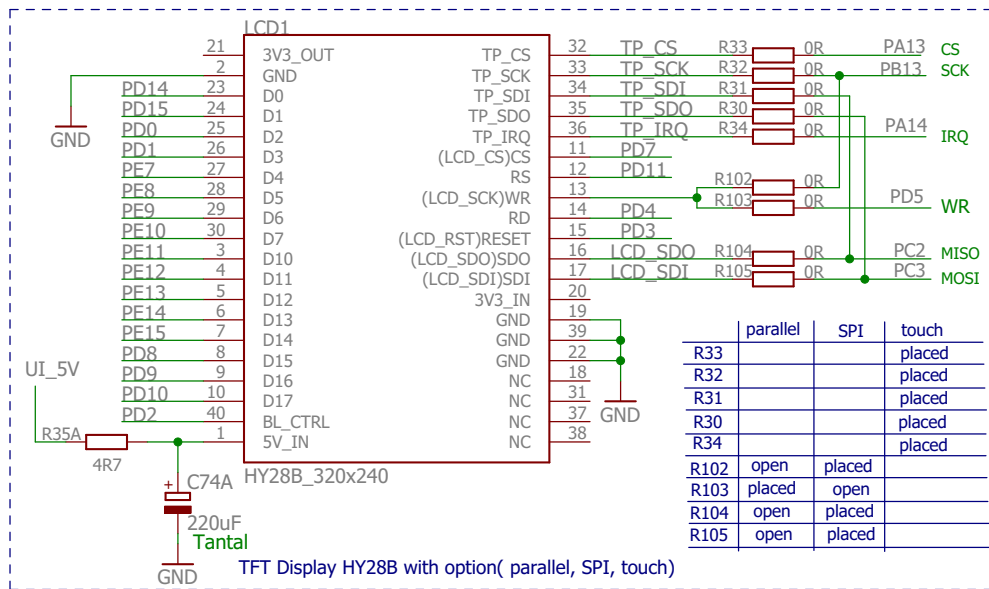 LCD1
21 3V3_OUT TP_CS 32 TP_CS R33 0R PA13 CS
2 GND TP_SCK 33 TP_SCK R32 0R PB13 SCK
PD14 23 D0 TP_SDI 34 TP_SDI R31 0R
PD15 24 D1 TP_SDO 35 TP_SDO R30 0R
GND
PD0 25 D2 TP_IRQ 36 TP_IRQ R34 0R PA14 IRQ
PD1 26 D3 (LCD_CS)CS 11 PD7
PE7 27 D4 RS 12 PD11
PE8 28 D5 (LCD_SCK)WR 13 R102 0R
PE9 29 D6 RD 14 PD4 R103 0R PD5 WR
PE10 30 D7 (LCD_RST)RESET 15 PD3
PE11 3 D10 (LCD_SDO)SDO 16 LCD_SDO R104 0R PC2 MISO
PE12 4 D11 (LCD_SDI)SDI 17 LCD_SDI R105 0R PC3 MOSI
PE13 5 D12 3V3_IN 20
PE14 6 D13 GND 19
PE15 7 D14 GND 39
PD8 8 D15 GND 22
PD9 9 D16 NC 18
PD10 10 D17 NC 31
PD2 40 BL_CTRL NC 37
1 5V_IN NC 38
GND
UI_5V
R35A
4R7
HY28B_320x240
+ C74A
220uF
Tantal
GND
parallel SPI touch
R33 placed
R32 placed
R31 placed
R30 placed
R34 placed
R102 open placed
R103 placed open
R104 open placed
R105 open placed
TFT Display HY28B with option( parallel, SPI, touch)